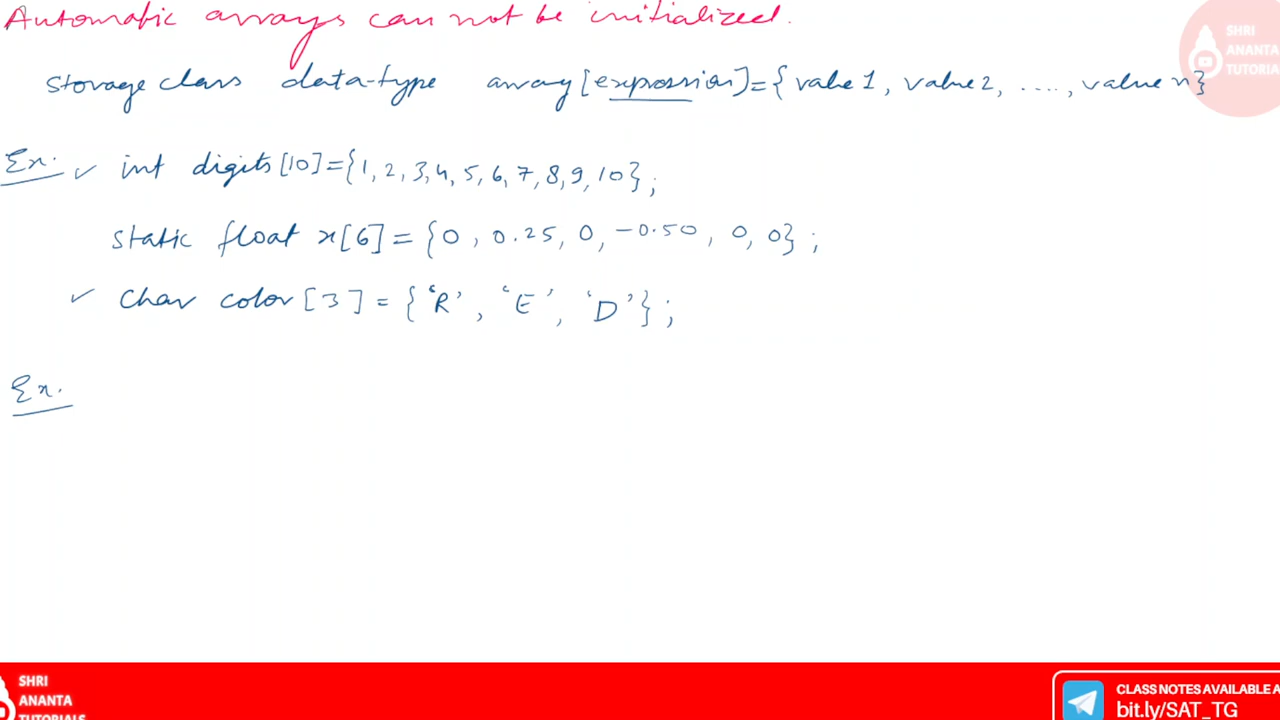 Automatic arrays can not be initialized.
SHRI
ANANTA
TUTORIALS
storage class data-type array[expression]={value 1, value 2, ...., value n}
Ex. ✓ int digits[10]={1,2,3,4,5,6,7,8,9,10};
static float x[6] = {0, 0.25, 0, -0.50, 0, 0};
✓ char color[3] = {'R', 'E', 'D'};
Ex.
SHRI
ANANTA
TUTORIALS
CLASS NOTES AVAILABLE A
bit.ly/SAT_TG